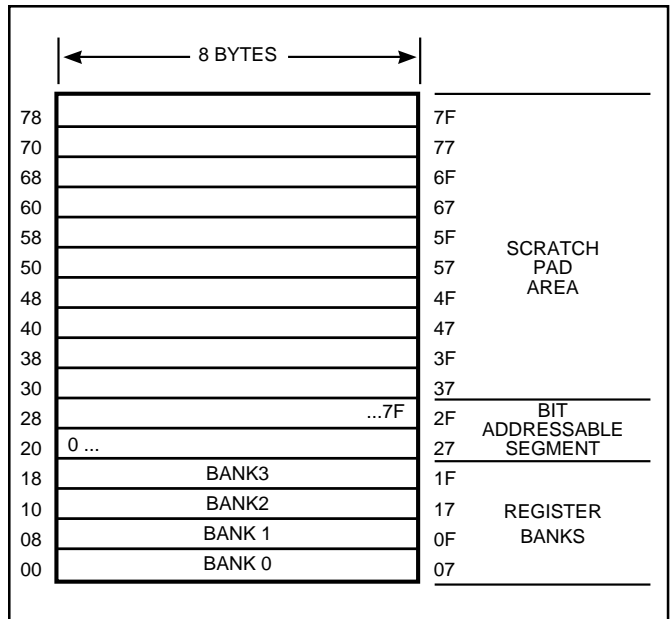 8 BYTES
78 7F
70 77
68 6F
60 67
58 5F
SCRATCH
50 57 PAD
48 4F AREA
40 47
38 3F
30 37
28 ...7F 2F BIT
ADDRESSABLE
20 0 ... 27 SEGMENT
18 BANK3 1F
10 BANK2 17 REGISTER
08 BANK 1 0F BANKS
00 BANK 0 07